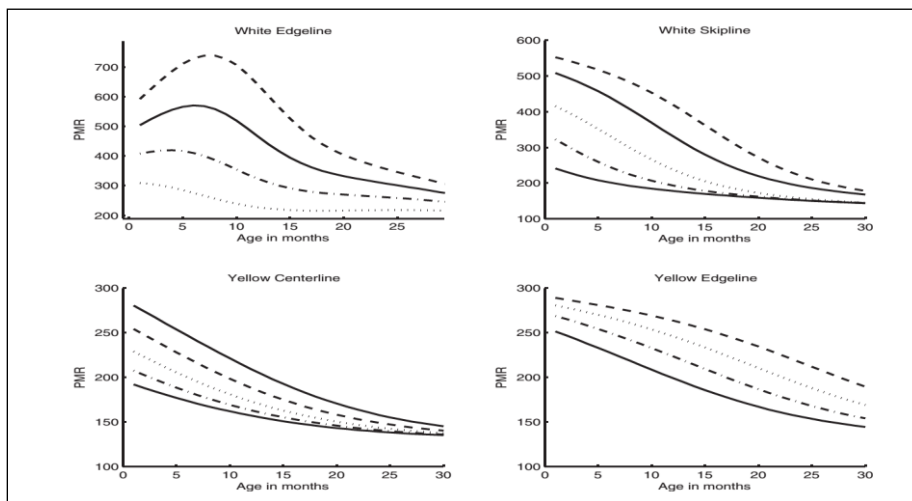 White Edgeline
700
600
500
400
300
200
PMR
0 5 10 15 20 25
Age in months
White Skipline
600
500
400
300
200
100
PMR
0 5 10 15 20 25 30
Age in months
Yellow Centerline
300
250
200
150
100
PMR
0 5 10 15 20 25 30
Age in months
Yellow Edgeline
300
250
200
150
100
PMR
0 5 10 15 20 25 30
Age in months